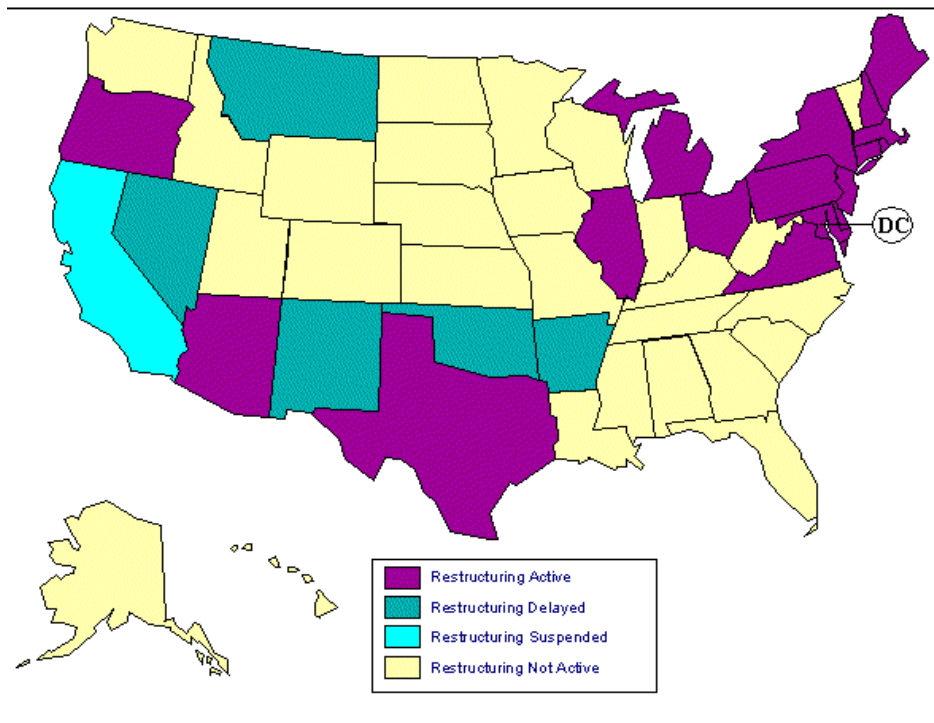 DC
Restructuring Active
Restructuring Delayed
Restructuring Suspended
Restructuring Not Active